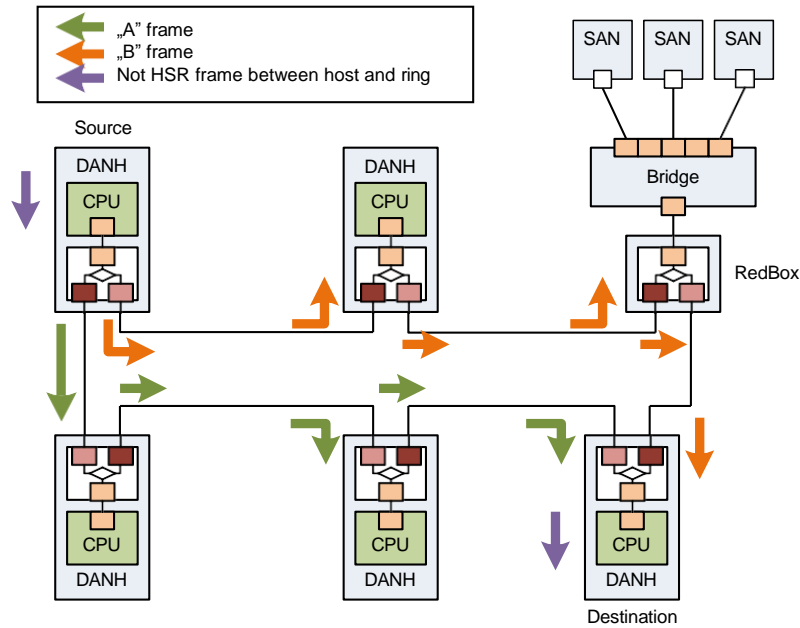 „A” frame
„B” frame
Not HSR frame between host and ring
SAN SAN SAN
Source
DANH
DANH
Bridge
CPU
CPU
RedBox
CPU
CPU
CPU
DANH
DANH
DANH
Destination